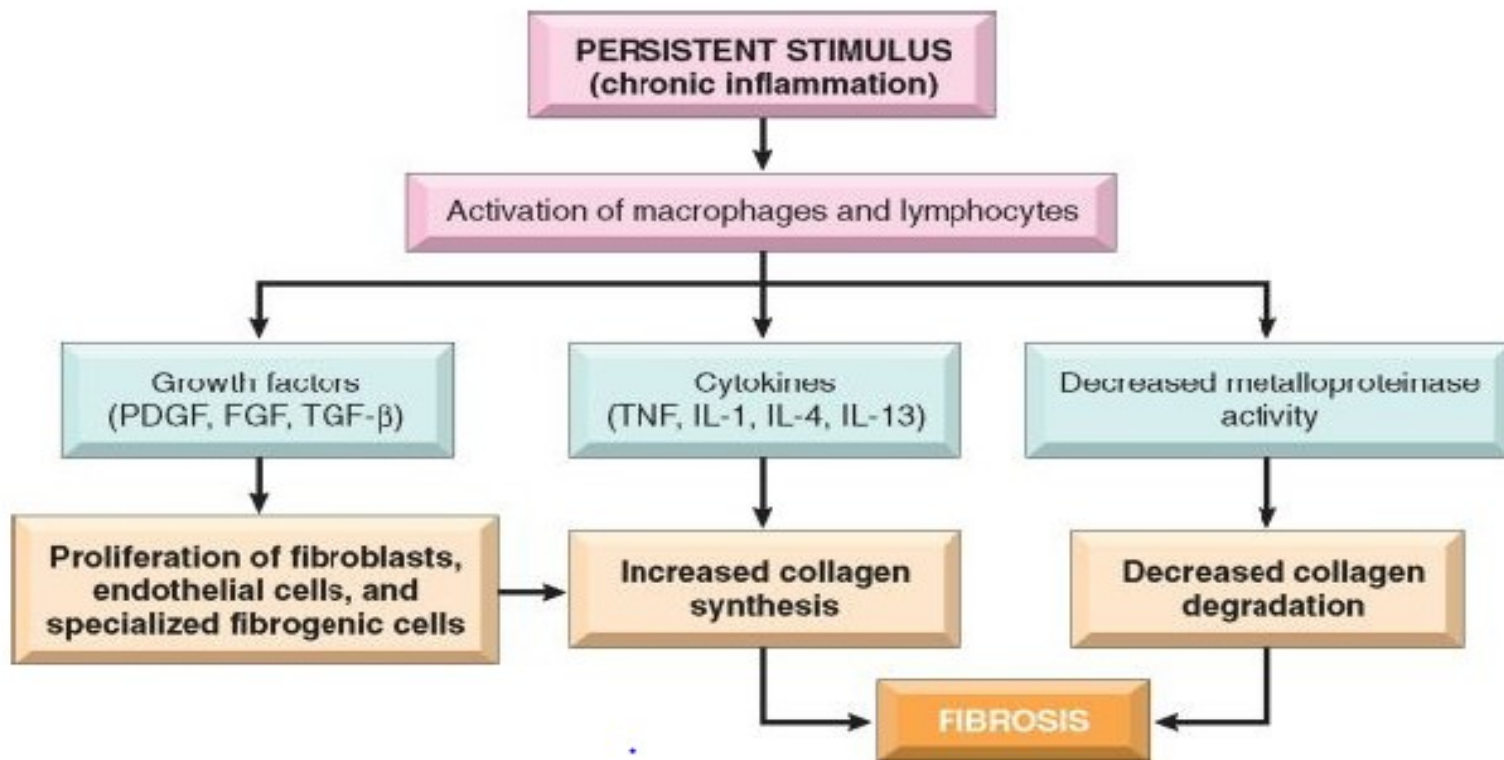 PERSISTENT STIMULUS
(chronic inflammation)
Activation of macrophages and lymphocytes
Growth factors
(PDGF, FGF, TGF-β)
Cytokines
(TNF, IL-1, IL-4, IL-13)
Decreased metalloproteinase
activity
Proliferation of fibroblasts,
endothelial cells, and
specialized fibrogenic cells
Increased collagen
synthesis
Decreased collagen
degradation
FIBROSIS